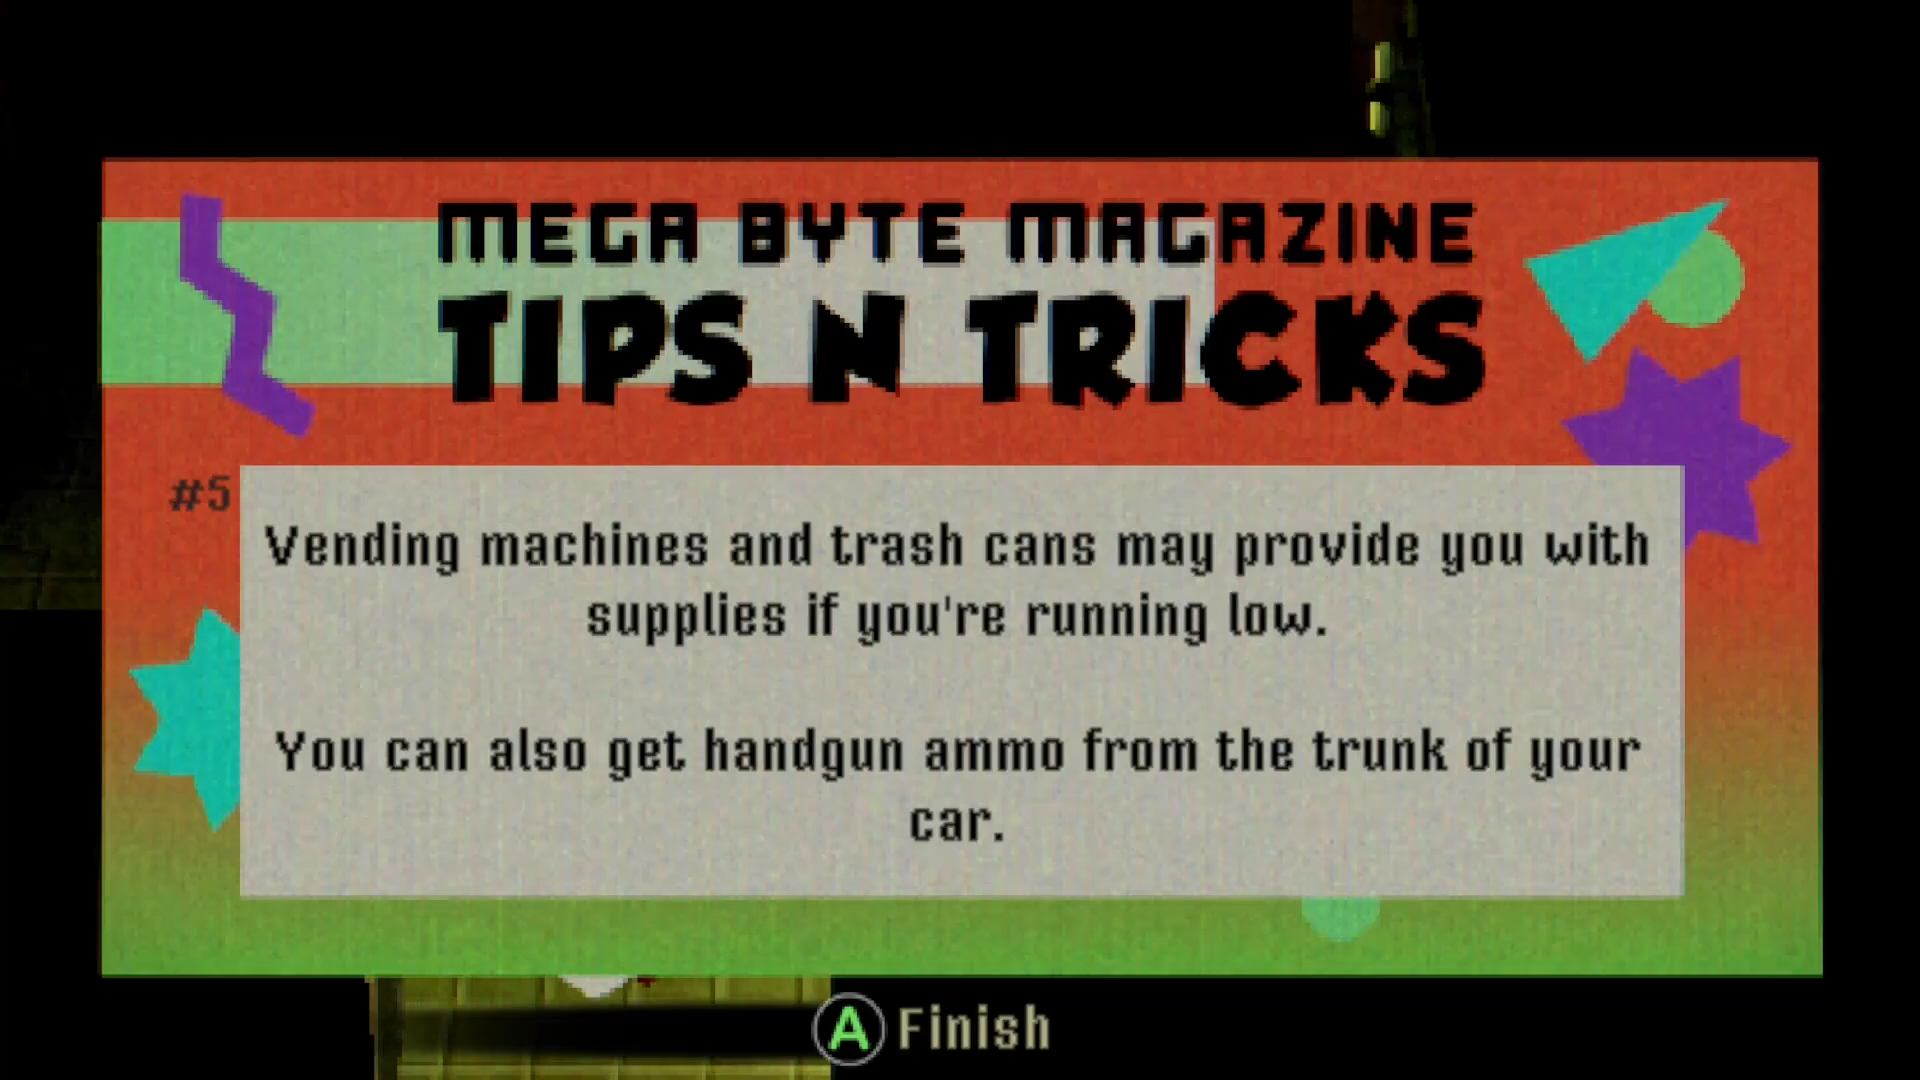 MEGA BYTE MAGAZINE
TIPS N TRICKS
#5
Vending machines and trash cans may provide you with
supplies if you're running low.
You can also get handgun ammo from the trunk of your
car.
A Finish